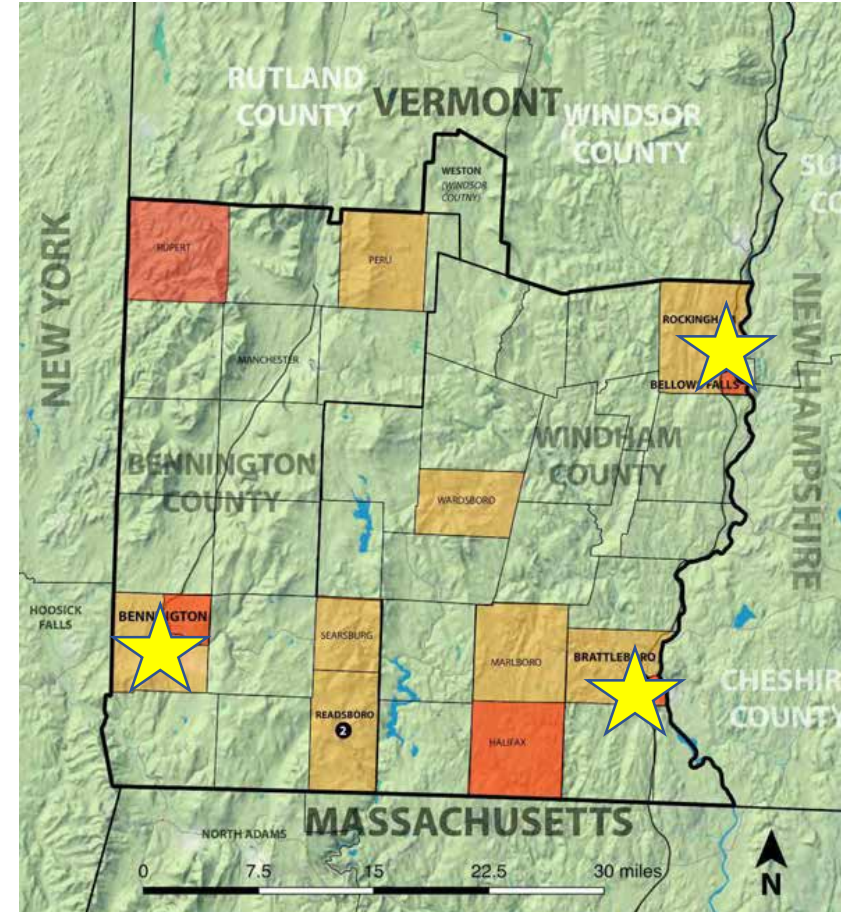 RUTLAND
COUNTY
VERMONT
WINDSOR
COUNTY
WESTON
(WINDSOR
COUTNY)
SU
CO
NEW YORK
RUPERT
PERU
NEW HAMPSHIRE
ROCKINGH
MANCHESTER
BELLOWS FALLS
BENNINGTON
COUNTY
WINDHAM
COUNTY
WARDSBORO
HOOSICK
FALLS
BENNINGTON
SEARSBURG
MARLBORO
BRATTLEBORO
CHESHIR
COUNTY
READSBORO
2
HALIFAX
MASSACHUSETTS
NORTH ADAMS
0 7.5 15 22.5 30 miles
N